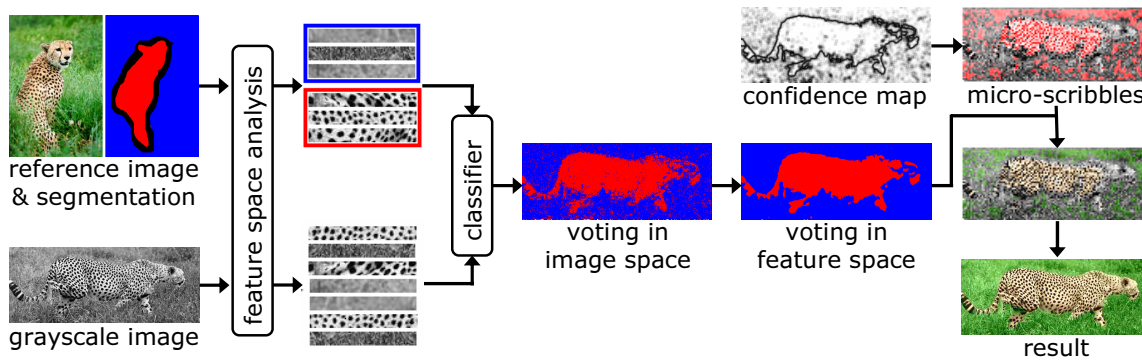 reference image
& segmentation
grayscale image
feature space analysis
classifier
voting in
image space
voting in
feature space
confidence map
micro-scribbles
result